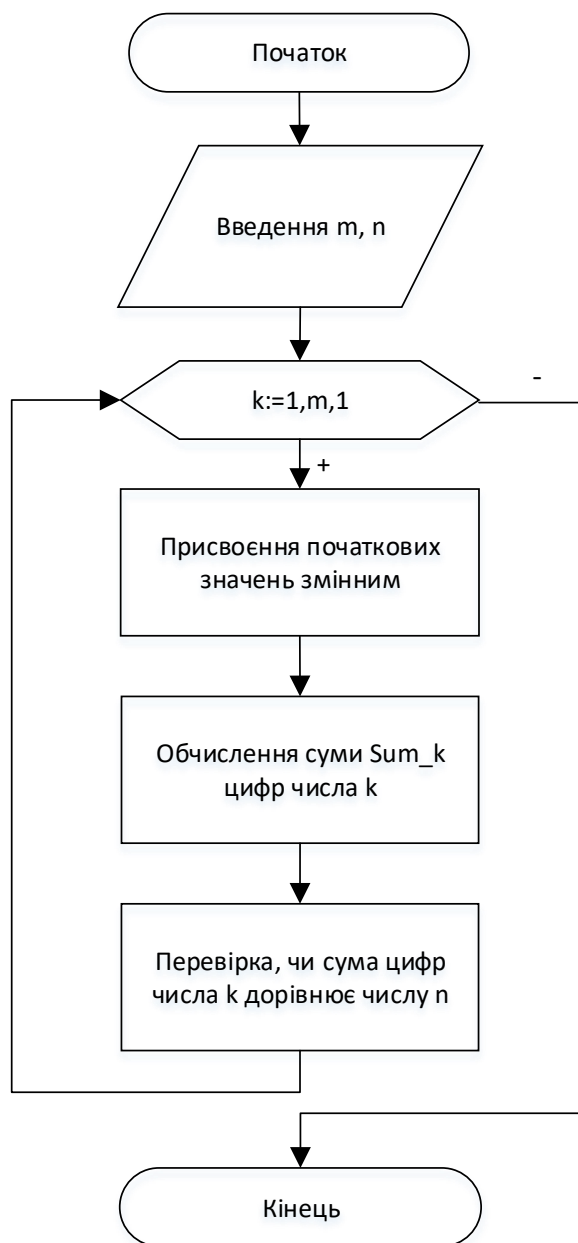 Початок
Введення m, n
k:=1,m,1
-
+
Присвоєння початкових
значень змінним
Обчислення суми Sum_k
цифр числа k
Перевірка, чи сума цифр
числа k дорівнює числу n
Кінець